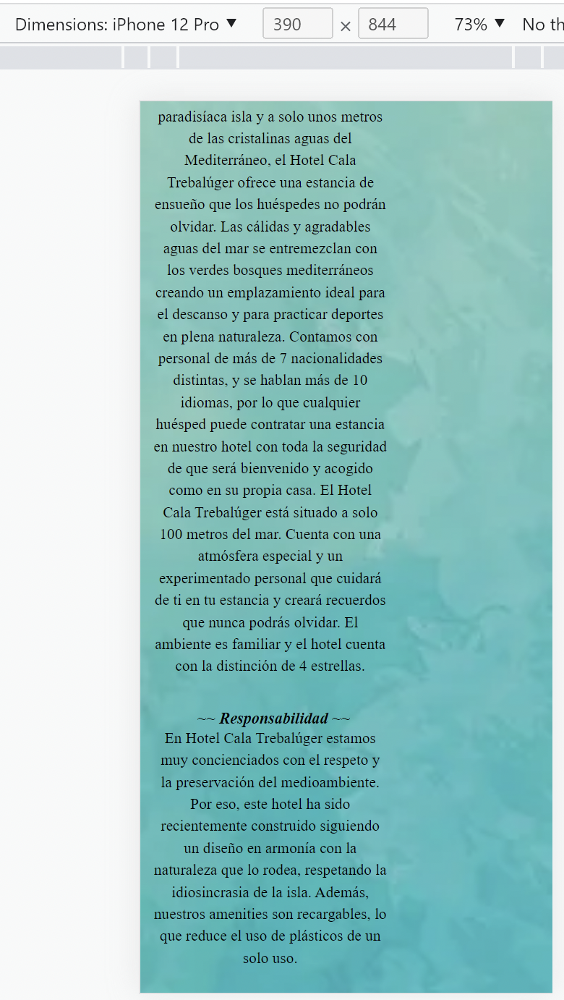 Dimensions: iPhone 12 Pro ▼ 390 × 844 73% ▼ No th
paradisíaca isla y a solo unos metros
de las cristalinas aguas del
Mediterráneo, el Hotel Cala
Trebalúger ofrece una estancia de
ensueño que los huéspedes no podrán
olvidar. Las cálidas y agradables
aguas del mar se entremezclan con
los verdes bosques mediterráneos
creando un emplazamiento ideal para
el descanso y para practicar deportes
en plena naturaleza. Contamos con
personal de más de 7 nacionalidades
distintas, y se hablan más de 10
idiomas, por lo que cualquier
huésped puede contratar una estancia
en nuestro hotel con toda la seguridad
de que será bienvenido y acogido
como en su propia casa. El Hotel
Cala Trebalúger está situado a solo
100 metros del mar. Cuenta con una
atmósfera especial y un
experimentado personal que cuidará
de ti en tu estancia y creará recuerdos
que nunca podrás olvidar. El
ambiente es familiar y el hotel cuenta
con la distinción de 4 estrellas.
~~ Responsabilidad ~~
En Hotel Cala Trebalúger estamos
muy concienciados con el respeto y
la preservación del medioambiente.
Por eso, este hotel ha sido
recientemente construido siguiendo
un diseño en armonía con la
naturaleza que lo rodea, respetando la
idiosincrasia de la isla. Además,
nuestros amenities son recargables, lo
que reduce el uso de plásticos de un
solo uso.